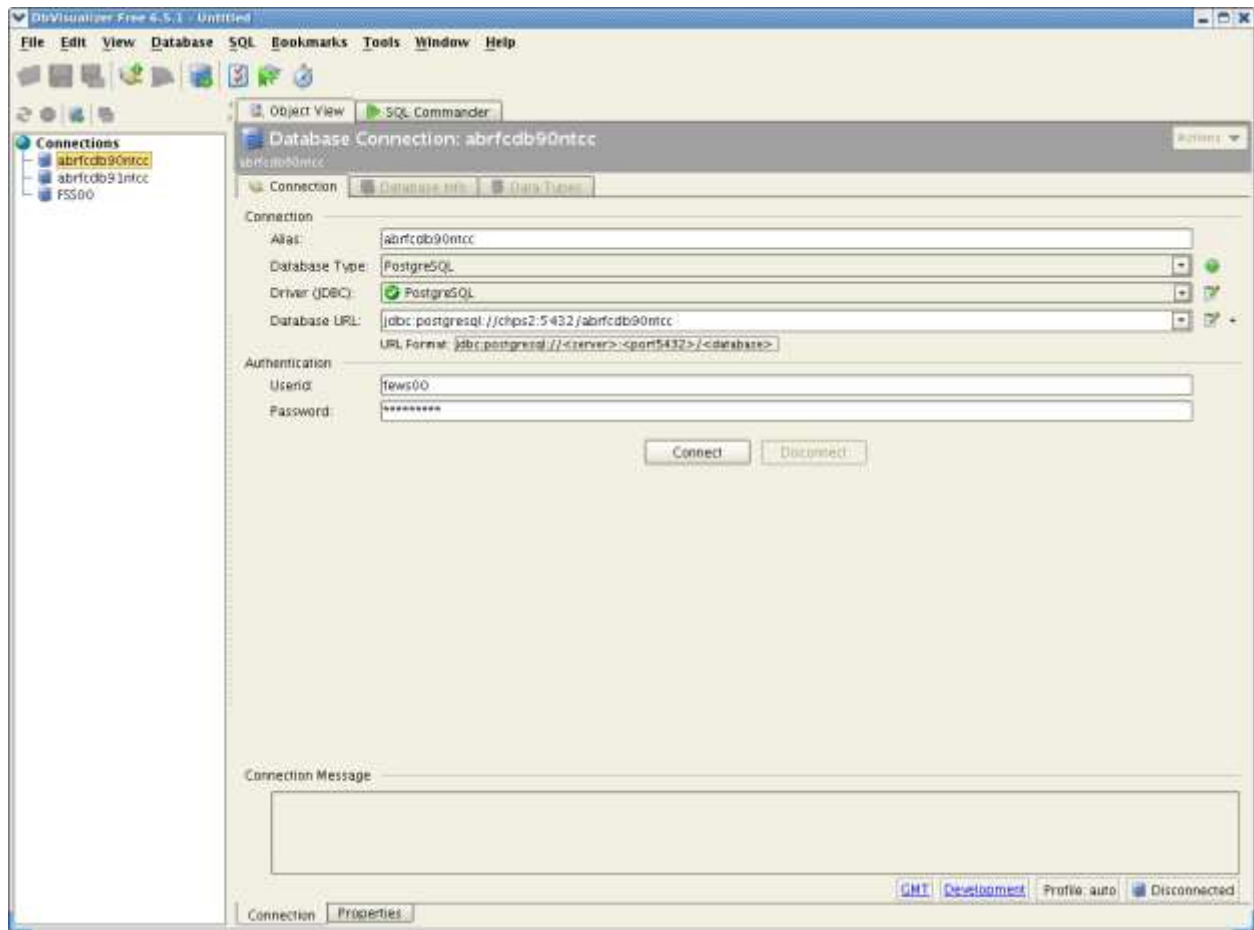 DbVisualizer Free 6.5.1 - Untitled
File Edit View Database SQL Bookmarks Tools Window Help
Object View SQL Commander
Connections
abrfcdb90ntcc
abrfcdb91ntcc
FSS00
Database Connection: abrfcdb90ntcc
Actions
abrfcdb90ntcc
Connection Database Info Data Types
Connection
Alias: abrfcdb90ntcc
Database Type: PostgreSQL
Driver (JDBC): PostgreSQL
Database URL: jdbc:postgresql://chps2:5432/abrfcdb90ntcc
URL Format: jdbc:postgresql://<server>:<port5432>/<database>
Authentication
Userid: fews00
Password: *********
Connect Disconnect
Connection Message
GMT Development Profile: auto Disconnected
Connection Properties